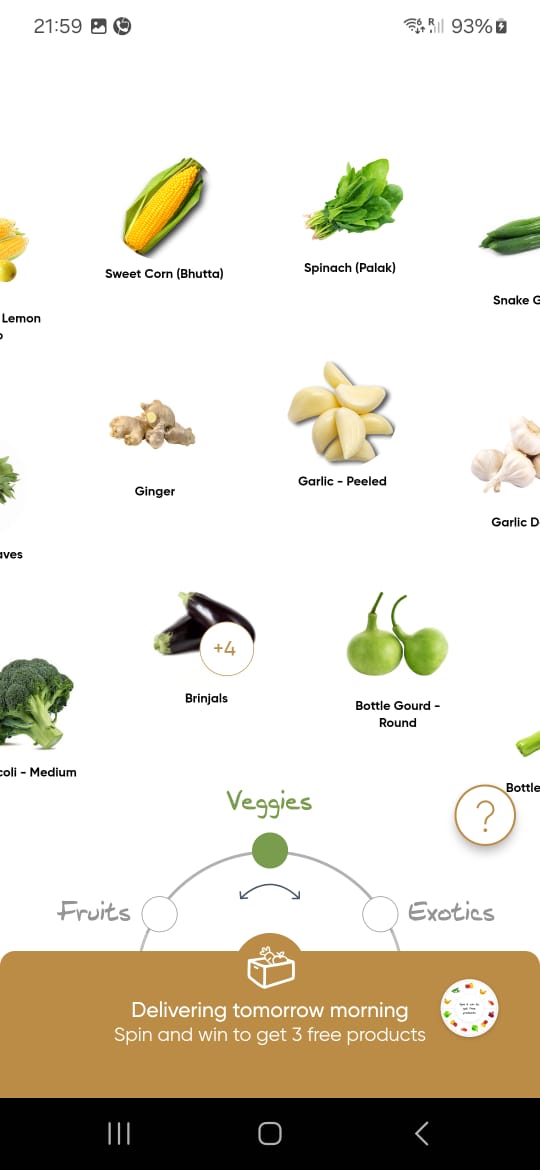 21:59
93%
Sweet Corn (Bhutta)
Spinach (Palak)
Snake G
Lemon
Ginger
Garlic - Peeled
Garlic D
aves
+4
Brinjals
Bottle Gourd -
Round
coli - Medium
Bottle
Veggies
?
Fruits
Exotics
Delivering tomorrow morning
Spin and win to get 3 free products